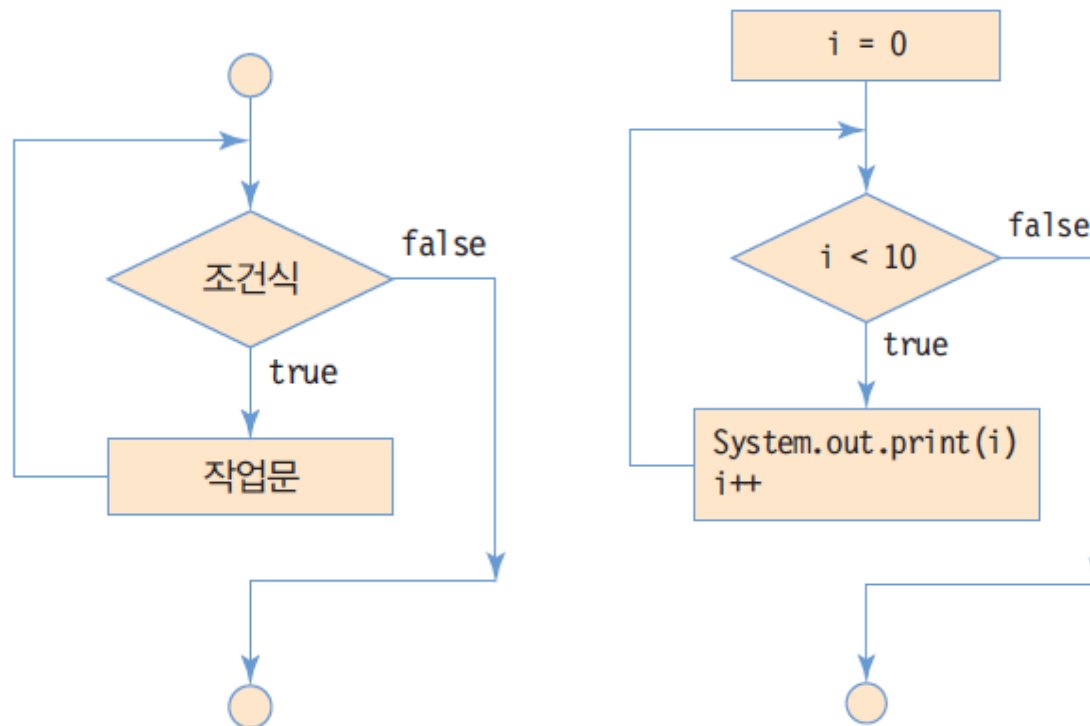 조건식
false
true
작업문
i = 0
i < 10
false
true
System.out.print(i)
i++